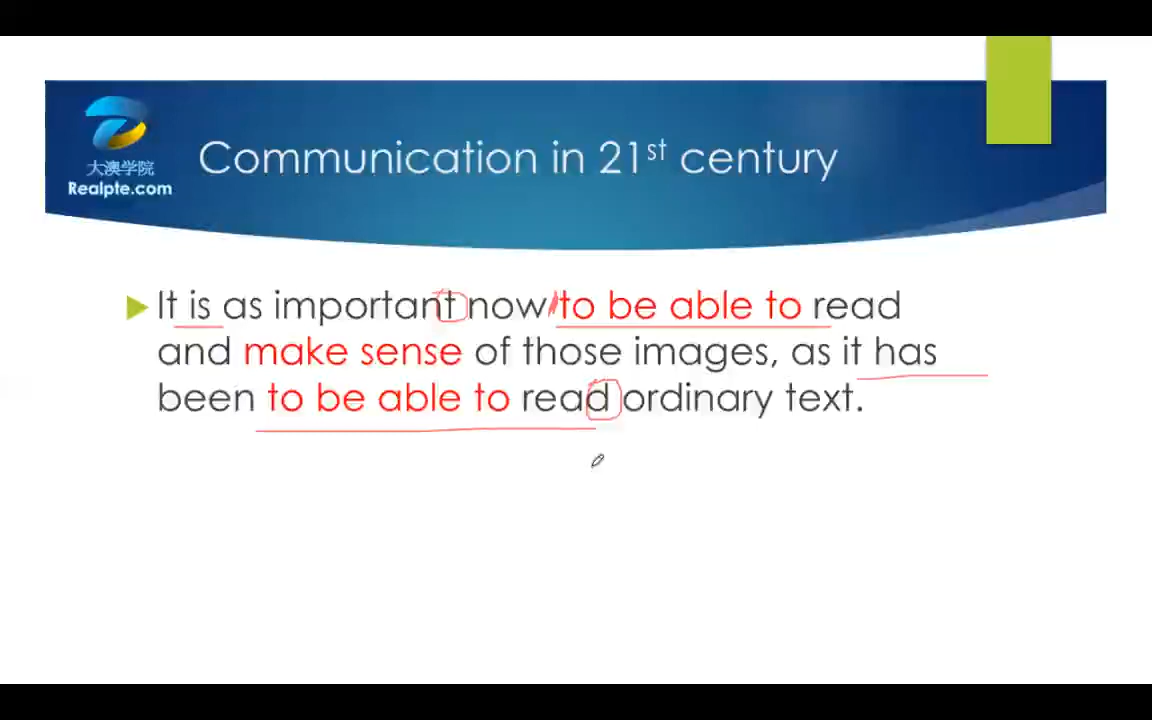 大澳学院
Realpte.com
Communication in 21st century
It is as important now to be able to read
and make sense of those images, as it has
been to be able to read ordinary text.